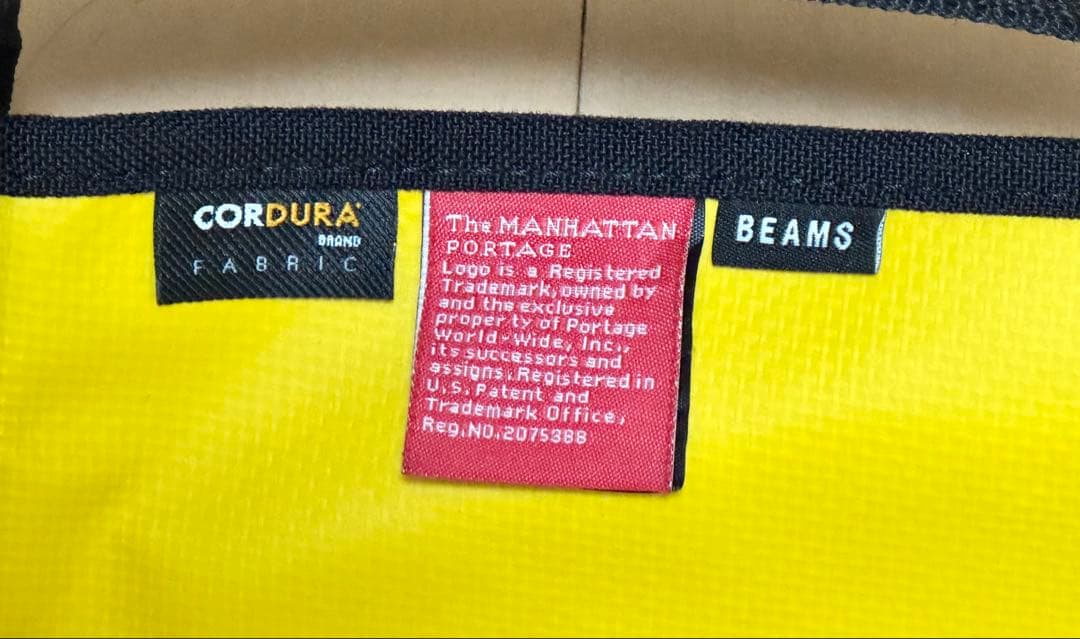 CORDURA
BRAND
FABRIC
The MANHATTAN
PORTAGE
Logo is a Registered
Trademark, owned by
and the exclusive
property of Portage
World-Wide, Inc.,
its successors and
assigns. Registered in
U.S. Patent and
Trademark Office,
Reg.NO.2075388
BEAMS